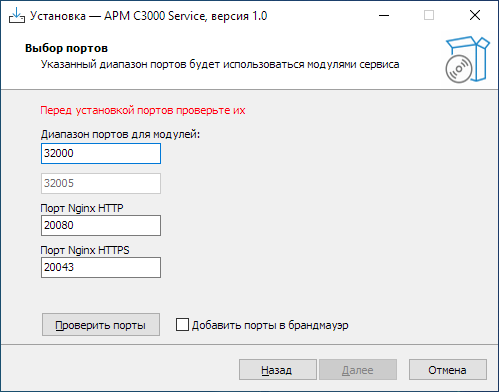 Установка — АРМ С3000 Service, версия 1.0
Выбор портов
Указанный диапазон портов будет использоваться модулями сервиса
Перед установкой портов проверьте их
Диапазон портов для модулей:
32000
32005
Порт Nginx HTTP
20080
Порт Nginx HTTPS
20043
Проверить порты
Добавить порты в брандмауэр
Назад
Далее
Отмена